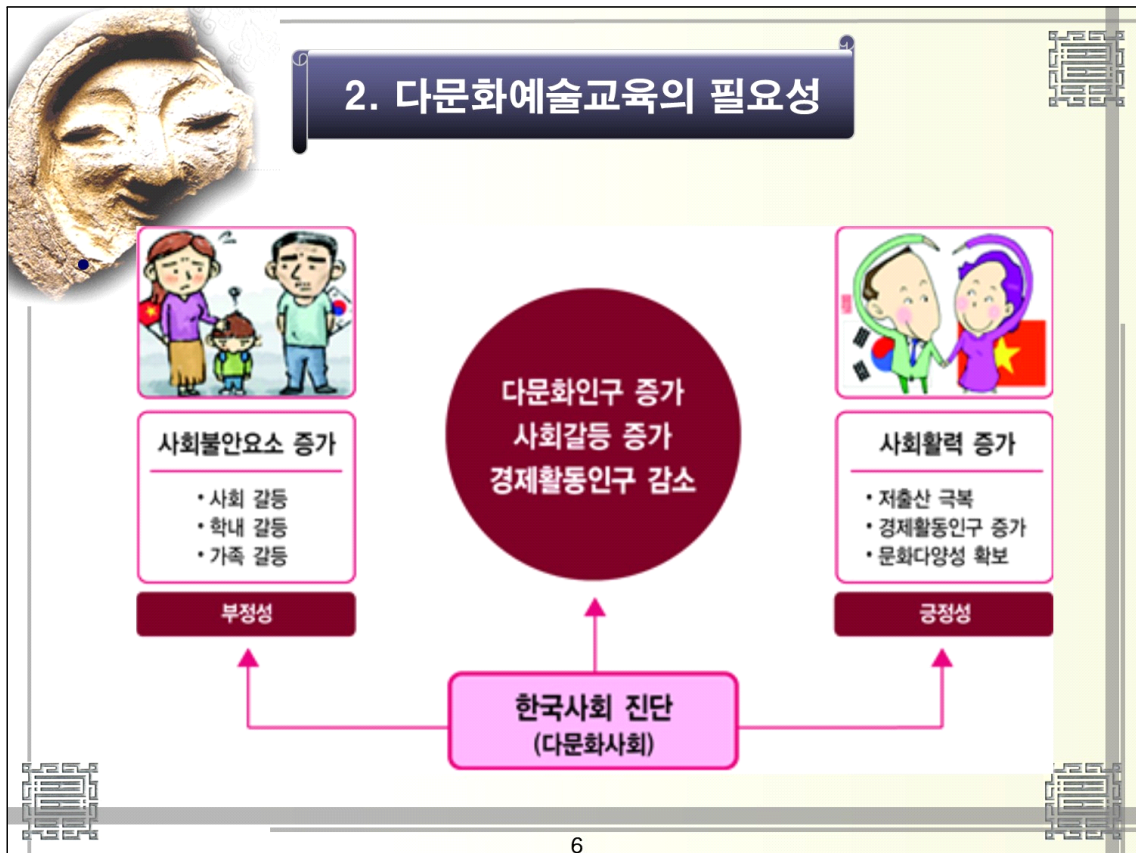 2. 다문화예술교육의 필요성
사회불안요소 증가
• 사회 갈등
• 학내 갈등
• 가족 갈등
부정성
다문화인구 증가
사회갈등 증가
경제활동인구 감소
사회활력 증가
• 저출산 극복
• 경제활동인구 증가
• 문화다양성 확보
긍정성
한국사회 진단
(다문화사회)
6